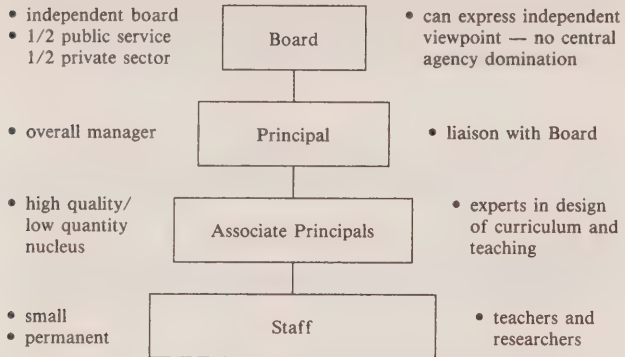 • independent board
• 1/2 public service
1/2 private sector
Board
• can express independent
viewpoint — no central
agency domination
• overall manager
Principal
• liaison with Board
• high quality/
low quantity
nucleus
Associate Principals
• experts in design
of curriculum and
teaching
• small
• permanent
Staff
• teachers and
researchers